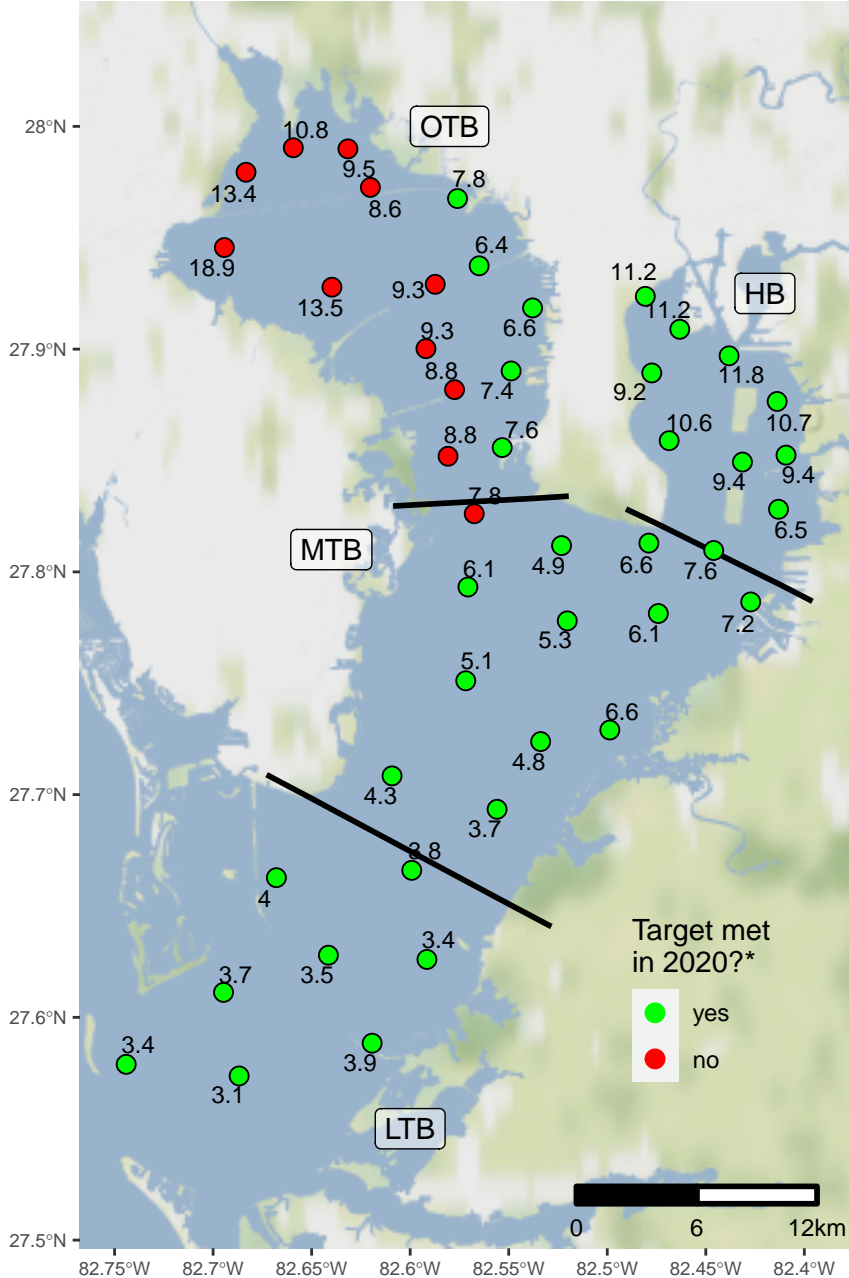 28°N
27.9°N
27.8°N
27.7°N
27.6°N
27.5°N
82.75°W
82.7°W
82.65°W
82.6°W
82.55°W
82.5°W
82.45°W
82.4°W
OTB
10.8
9.5
13.4
8.6
7.8
18.9
13.5
9.3
6.4
6.6
9.3
8.8
7.4
8.8
7.6
7.8
HB
11.2
11.2
11.8
9.2
10.7
10.6
9.4
9.4
6.5
7.6
MTB
4.9
6.6
7.2
6.1
5.3
6.1
5.1
6.6
4.8
4.3
3.7
3.8
4
3.5
3.4
3.7
3.4
3.1
3.9
LTB
Target met
in 2020?*
yes
no
0
6
12km